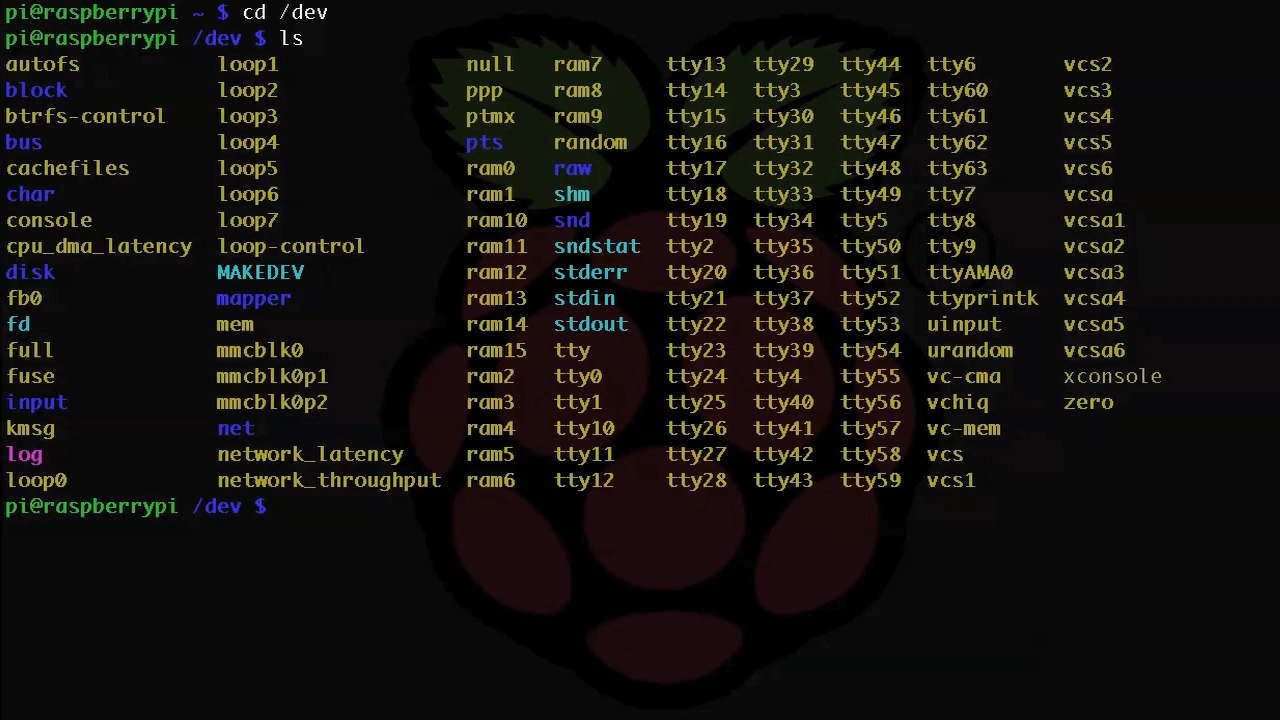 pi@raspberrypi ~ $ cd /dev
pi@raspberrypi /dev $ ls
autofs loop1 null ram7 tty13 tty29 tty44 tty6 vcs2
block loop2 ppp ram8 tty14 tty3 tty45 tty60 vcs3
btrfs-control loop3 ptmx ram9 tty15 tty30 tty46 tty61 vcs4
bus loop4 pts random tty16 tty31 tty47 tty62 vcs5
cachefiles loop5 ram0 raw tty17 tty32 tty48 tty63 vcs6
char loop6 ram1 shm tty18 tty33 tty49 tty7 vcsa
console loop7 ram10 snd tty19 tty34 tty5 tty8 vcsa1
cpu_dma_latency loop-control ram11 sndstat tty2 tty35 tty50 tty9 vcsa2
disk MAKEDEV ram12 stderr tty20 tty36 tty51 ttyAMA0 vcsa3
fb0 mapper ram13 stdin tty21 tty37 tty52 ttyprintk vcsa4
fd mem ram14 stdout tty22 tty38 tty53 uinput vcsa5
full mmcblk0 ram15 tty tty23 tty39 tty54 urandom vcsa6
fuse mmcblk0p1 ram2 tty0 tty24 tty4 tty55 vc-cma xconsole
input mmcblk0p2 ram3 tty1 tty25 tty40 tty56 vchiq zero
kmsg net ram4 tty10 tty26 tty41 tty57 vc-mem
log network_latency ram5 tty11 tty27 tty42 tty58 vcs
loop0 network_throughput ram6 tty12 tty28 tty43 tty59 vcs1
pi@raspberrypi /dev $